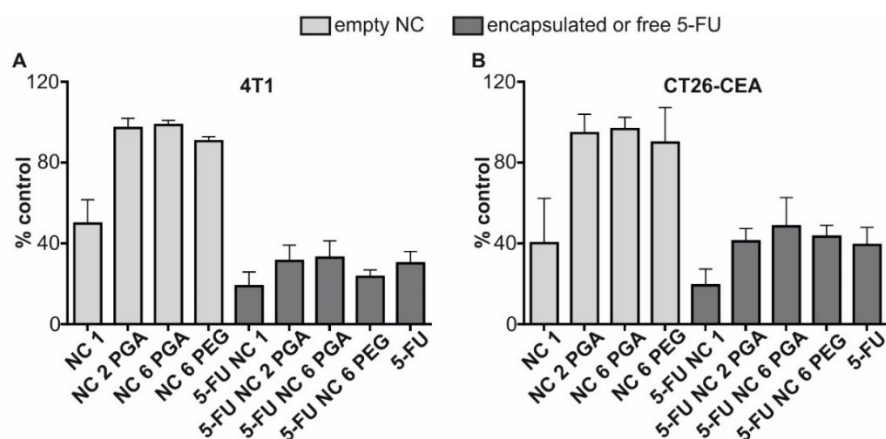 empty NC encapsulated or free 5-FU
A
4T1
% control
120
80
40
0
NC 1
NC 2 PGA
NC 6 PGA
NC 6 PEG
5-FU NC 1
5-FU NC 2 PGA
5-FU NC 6 PGA
5-FU NC 6 PEG
5-FU
B
CT26-CEA
% control
120
80
40
0
NC 1
NC 2 PGA
NC 6 PGA
NC 6 PEG
5-FU NC 1
5-FU NC 2 PGA
5-FU NC 6 PGA
5-FU NC 6 PEG
5-FU